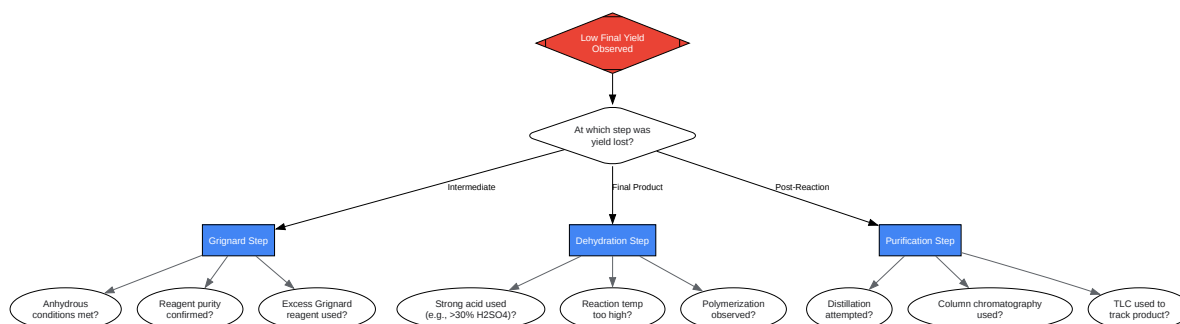 Low Final Yield
Observed
At which step was
yield lost?
Intermediate
Final Product
Post-Reaction
Grignard Step
Dehydration Step
Purification Step
Anhydrous
conditions met?
Reagent purity
confirmed?
Excess Grignard
reagent used?
Strong acid used
(e.g., >30% H2SO4)?
Reaction temp
too high?
Polymerization
observed?
Distillation
attempted?
Column chromatography
used?
TLC used to
track product?